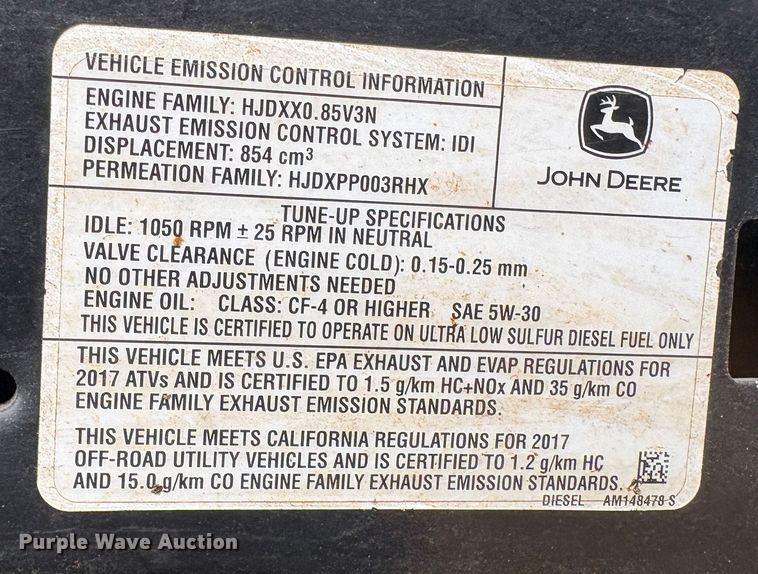 VEHICLE EMISSION CONTROL INFORMATION
ENGINE FAMILY: HJDXX0.85V3N
EXHAUST EMISSION CONTROL SYSTEM: IDI
DISPLACEMENT: 854 cm³
PERMEATION FAMILY: HJDXPP003RHX
JOHN DEERE
TUNE-UP SPECIFICATIONS
IDLE: 1050 RPM ± 25 RPM IN NEUTRAL
VALVE CLEARANCE (ENGINE COLD): 0.15-0.25 mm
NO OTHER ADJUSTMENTS NEEDED
ENGINE OIL: CLASS: CF-4 OR HIGHER SAE 5W-30
THIS VEHICLE IS CERTIFIED TO OPERATE ON ULTRA LOW SULFUR DIESEL FUEL ONLY
THIS VEHICLE MEETS U.S. EPA EXHAUST AND EVAP REGULATIONS FOR
2017 ATVs AND IS CERTIFIED TO 1.5 g/km HC+NOx AND 35 g/km CO
ENGINE FAMILY EXHAUST EMISSION STANDARDS.
THIS VEHICLE MEETS CALIFORNIA REGULATIONS FOR 2017
OFF-ROAD UTILITY VEHICLES AND IS CERTIFIED TO 1.2 g/km HC
AND 15.0 g/km CO ENGINE FAMILY EXHAUST EMISSION STANDARDS.
DIESEL AM148478 S
Purple Wave Auction